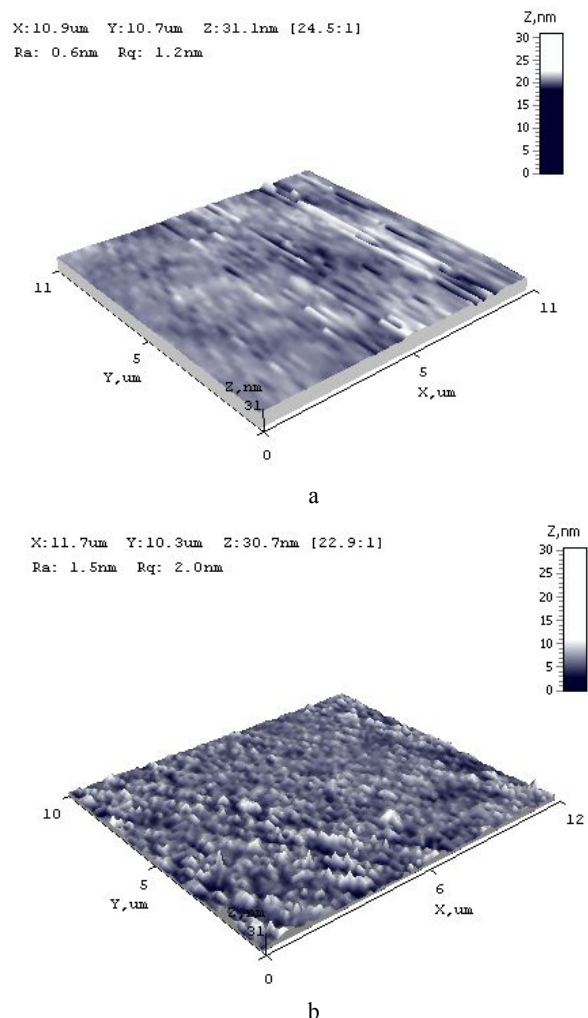 X:10.9um Y:10.7um Z:31.1nm [24.5:1]
Ra: 0.6nm Rq: 1.2nm
Z,nm
30
25
20
15
10
5
0
11
5
Y,um
Z,nm
31
0
5
X,um
11
a
X:11.7um Y:10.3um Z:30.7nm [22.9:1]
Ra: 1.5nm Rq: 2.0nm
Z,nm
30
25
20
15
10
5
0
10
5
Y,um
Z,nm
31
0
6
X,um
12
b